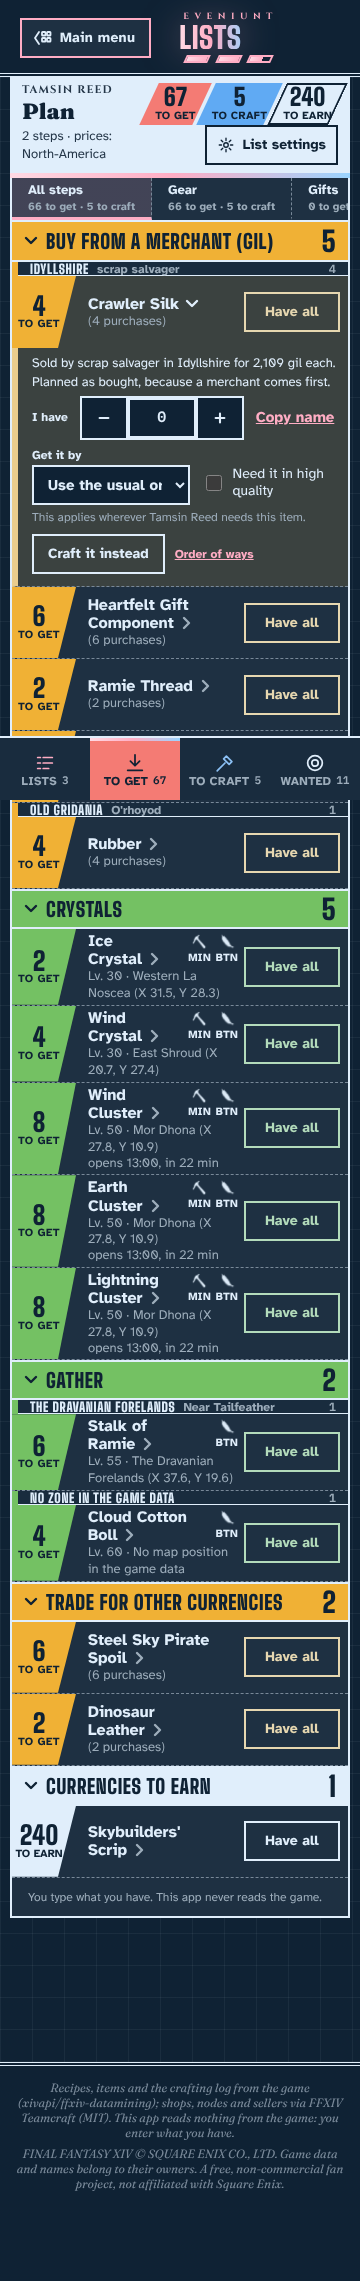 EVENIUNT
Main menu
LISTS
TAMSIN REED
Plan
2 steps · prices:
North-America
67
TO GET
5
TO CRAFT
240
TO EARN
List settings
All steps
66 to get · 5 to craft
Gear
66 to get · 5 to craft
Gifts
0 to get
BUY FROM A MERCHANT (GIL) 5
IDYLLSHIRE scrap salvager 4
4
TO GET
Crawler Silk
(4 purchases)
Have all
Sold by scrap salvager in Idyllshire for 2,109 gil each.
Planned as bought, because a merchant comes first.
I have
−
0
+
Copy name
Get it by
Use the usual or
Need it in high
quality
This applies wherever Tamsin Reed needs this item.
Craft it instead
Order of ways
6
TO GET
Heartfelt Gift
Component
(6 purchases)
Have all
2
TO GET
Ramie Thread
(2 purchases)
Have all
LISTS 3
TO GET 67
TO CRAFT 5
WANTED 11
OLD GRIDANIA O'rhoyod 1
4
TO GET
Rubber
(4 purchases)
Have all
CRYSTALS 5
2
TO GET
Ice
Crystal
MIN BTN
Lv. 30 · Western La
Noscea (X 31.5, Y 28.3)
Have all
4
TO GET
Wind
Crystal
MIN BTN
Lv. 30 · East Shroud (X
20.7, Y 27.4)
Have all
8
TO GET
Wind
Cluster
MIN BTN
Lv. 50 · Mor Dhona (X
27.8, Y 10.9)
opens 13:00, in 22 min
Have all
8
TO GET
Earth
Cluster
MIN BTN
Lv. 50 · Mor Dhona (X
27.8, Y 10.9)
opens 13:00, in 22 min
Have all
8
TO GET
Lightning
Cluster
MIN BTN
Lv. 50 · Mor Dhona (X
27.8, Y 10.9)
opens 13:00, in 22 min
Have all
GATHER 2
THE DRAVANIAN FORELANDS Near Tailfeather 1
6
TO GET
Stalk of
Ramie
BTN
Lv. 55 · The Dravanian
Forelands (X 37.6, Y 19.6)
Have all
NO ZONE IN THE GAME DATA 1
4
TO GET
Cloud Cotton
Boll
BTN
Lv. 60 · No map position
in the game data
Have all
TRADE FOR OTHER CURRENCIES 2
6
TO GET
Steel Sky Pirate
Spoil
(6 purchases)
Have all
2
TO GET
Dinosaur
Leather
(2 purchases)
Have all
CURRENCIES TO EARN 1
240
TO EARN
Skybuilders'
Scrip
Have all
You type what you have. This app never reads the game.
Recipes, items and the crafting log from the game
(xivapi/ffxiv-datamining); shops, nodes and sellers via FFXIV
Teamcraft (MIT). This app reads nothing from the game: you
enter what you have.
FINAL FANTASY XIV © SQUARE ENIX CO., LTD. Game data
and names belong to their owners. A free, non-commercial fan
project, not affiliated with Square Enix.